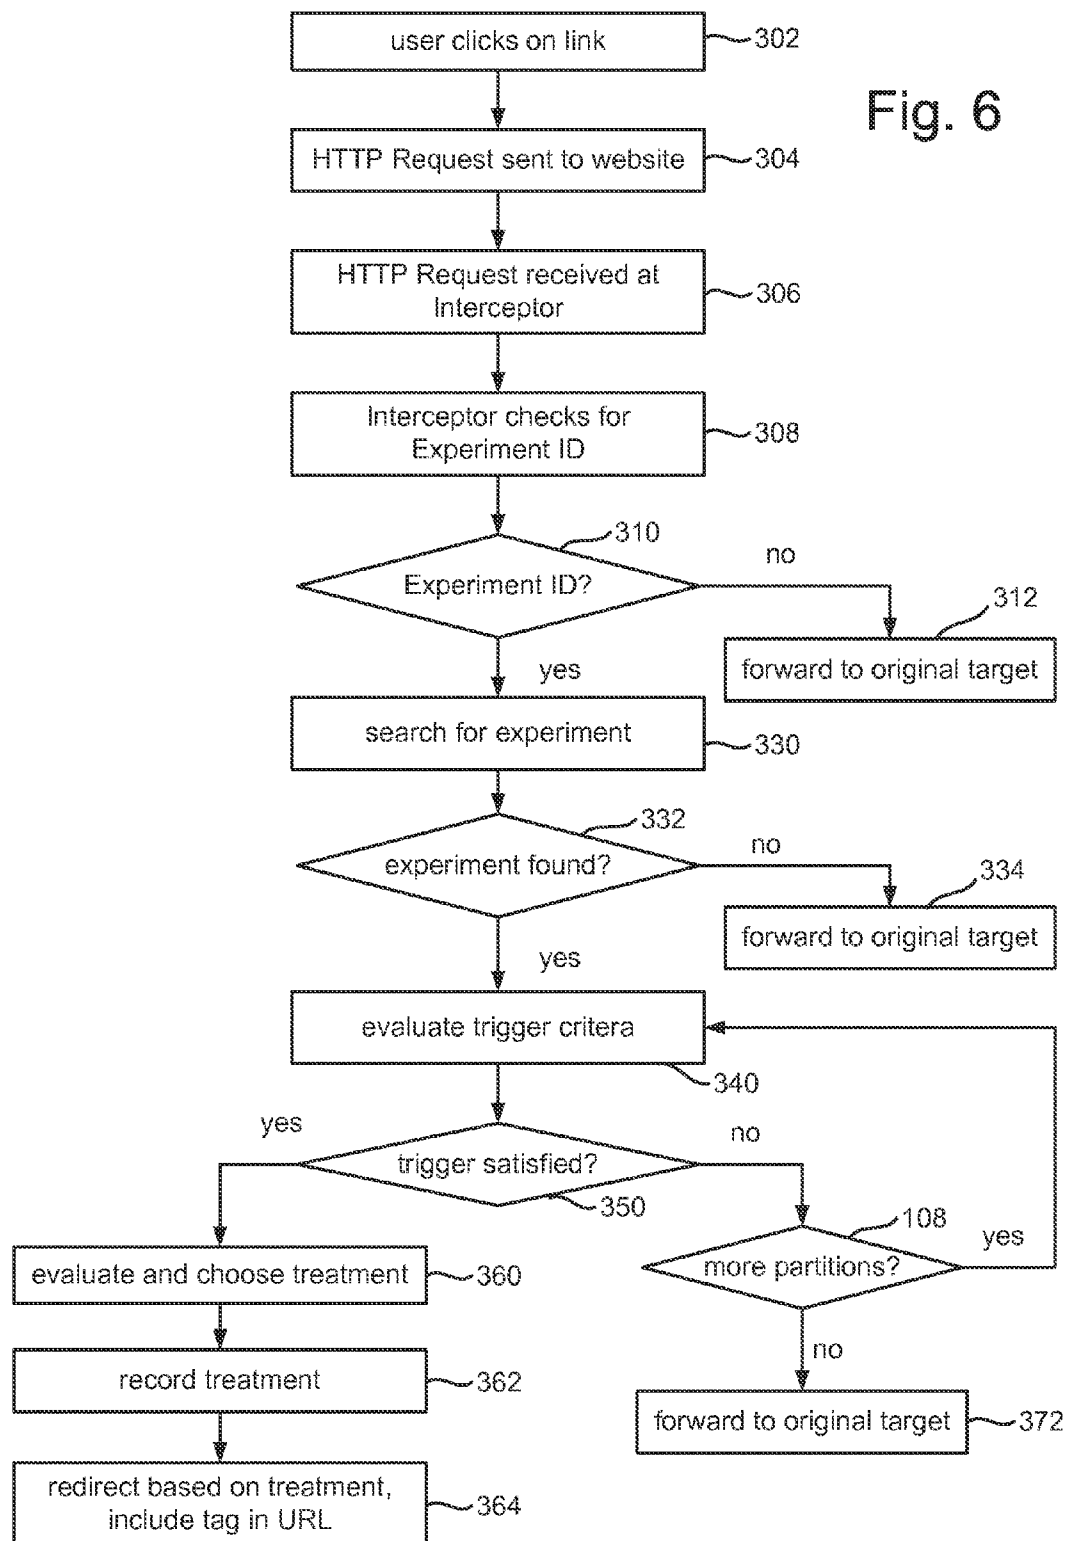 user clicks on link
302
Fig. 6
HTTP Request sent to website
304
HTTP Request received at
Interceptor
306
Interceptor checks for
Experiment ID
308
310
Experiment ID?
no
312
forward to original target
yes
search for experiment
330
332
experiment found?
no
334
forward to original target
yes
evaluate trigger critera
340
yes
no
trigger satisfied?
350
108
yes
more partitions?
evaluate and choose treatment
360
no
record treatment
362
forward to original target
372
redirect based on treatment,
include tag in URL
364